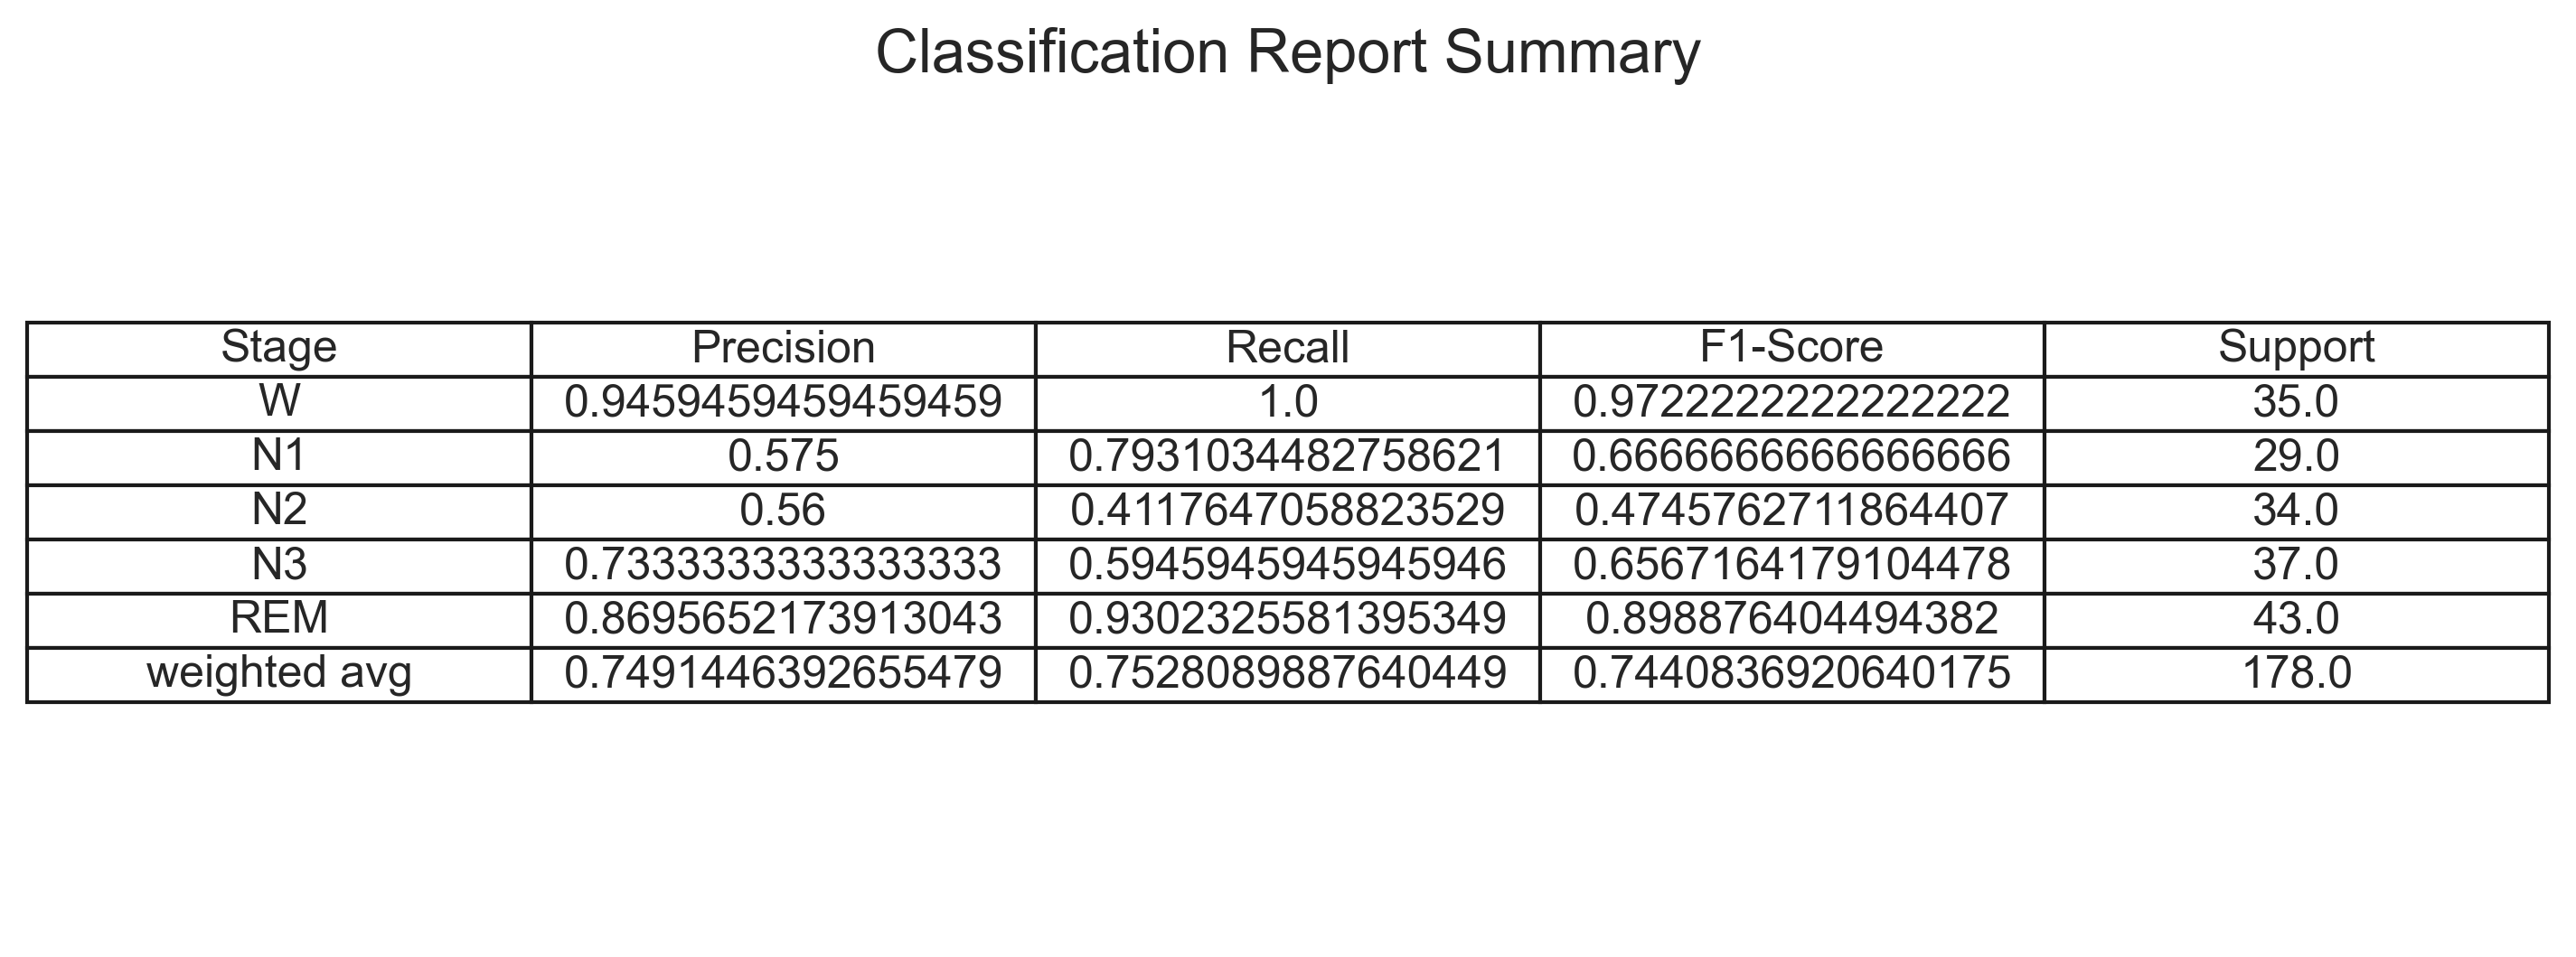 Classification Report Summary
Stage Precision Recall F1-Score Support
W 0.9459459459459459 1.0 0.9722222222222222 35.0
N1 0.575 0.7931034482758621 0.6666666666666666 29.0
N2 0.56 0.4117647058823529 0.4745762711864407 34.0
N3 0.7333333333333333 0.5945945945945946 0.6567164179104478 37.0
REM 0.8695652173913043 0.9302325581395349 0.898876404494382 43.0
weighted avg 0.7491446392655479 0.7528089887640449 0.7440836920640175 178.0